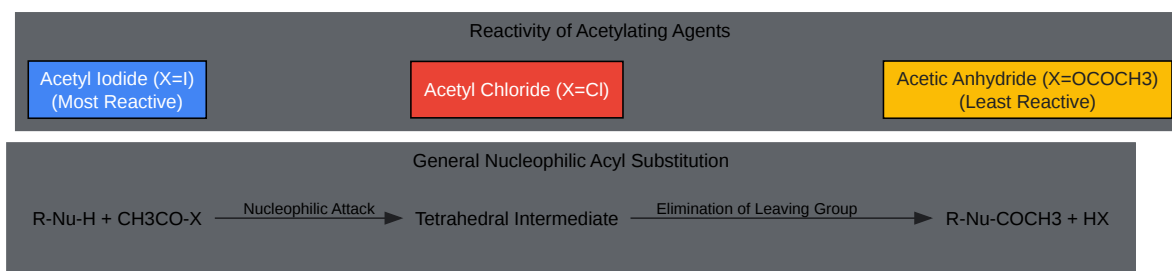 Reactivity of Acetylating Agents
Acetyl Iodide (X=I)
(Most Reactive)
Acetyl Chloride (X=Cl)
Acetic Anhydride (X=OCOCH3)
(Least Reactive)
General Nucleophilic Acyl Substitution
R-Nu-H + CH3CO-X
Nucleophilic Attack
Tetrahedral Intermediate
Elimination of Leaving Group
R-Nu-COCH3 + HX